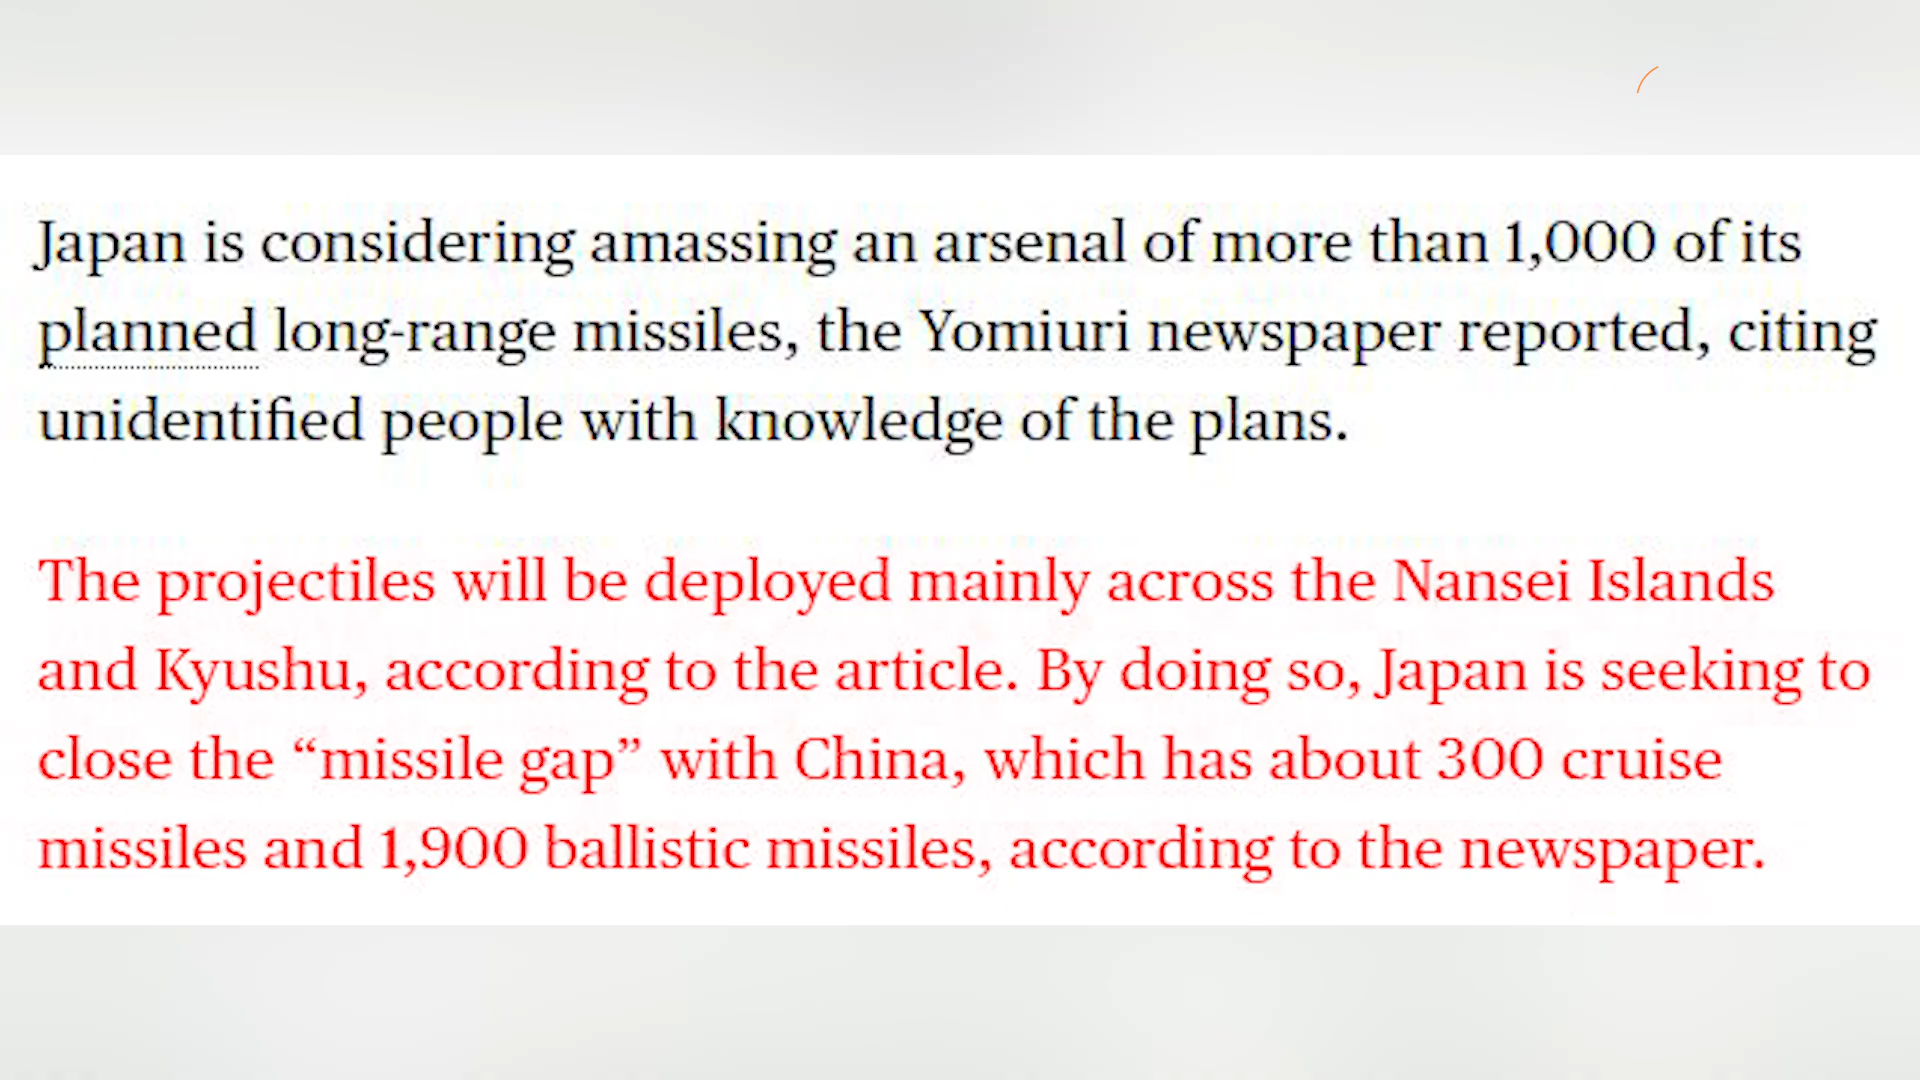 Japan is considering amassing an arsenal of more than 1,000 of its
planned long-range missiles, the Yomiuri newspaper reported, citing
unidentified people with knowledge of the plans.
The projectiles will be deployed mainly across the Nansei Islands
and Kyushu, according to the article. By doing so, Japan is seeking to
close the “missile gap” with China, which has about 300 cruise
missiles and 1,900 ballistic missiles, according to the newspaper.